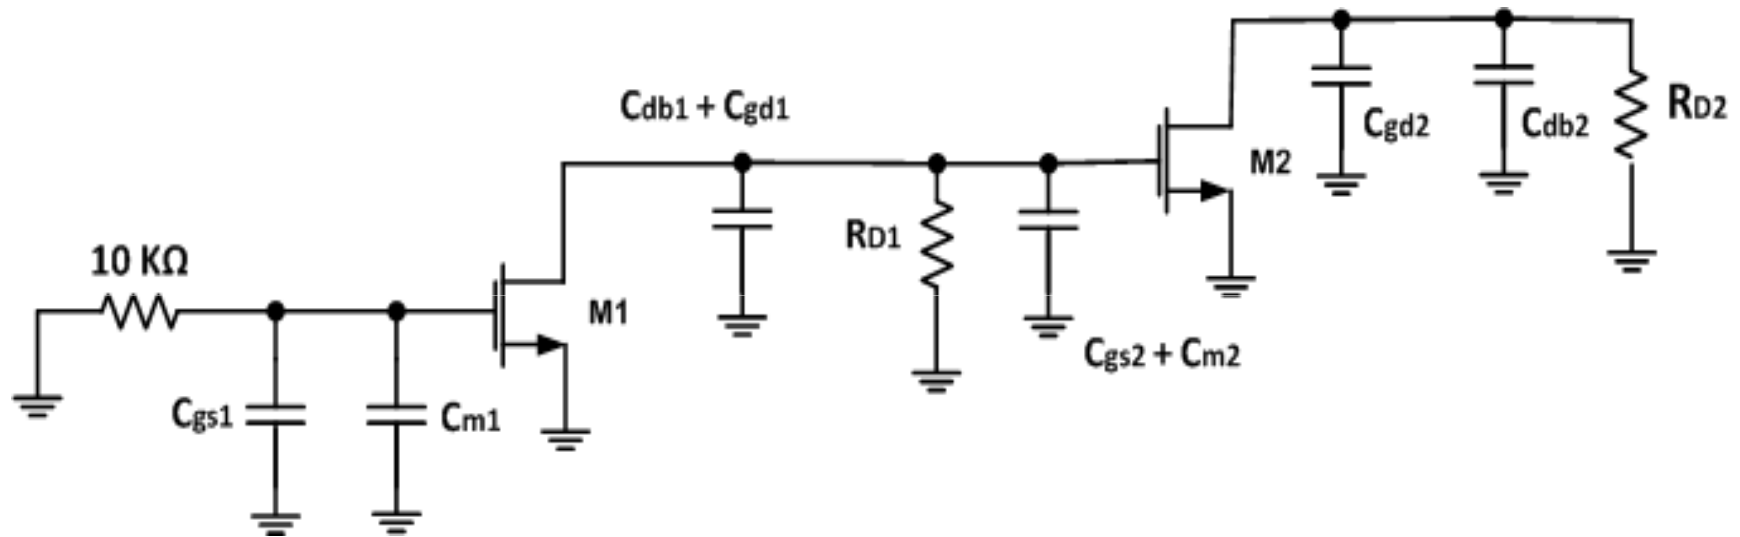 Cdb1 + Cgd1
Cgd2
Cdb2
RD2
M2
RD1
10 KΩ
M1
Cgs2 + Cm2
Cgs1
Cm1